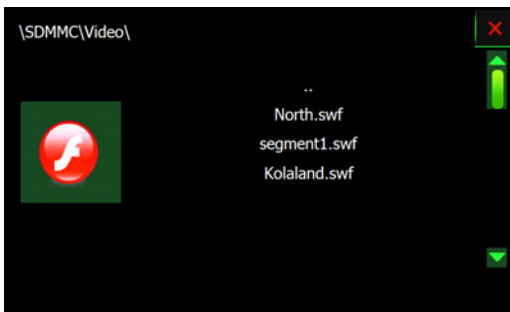 \SDMMC\Video\
..
North.swf
segment1.swf
Kolaland.swf